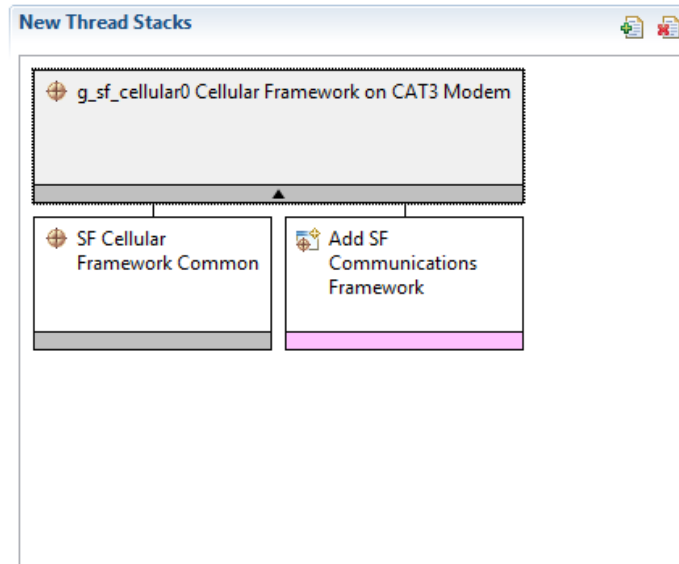 New Thread Stacks
g_sf_cellular0 Cellular Framework on CAT3 Modem
SF Cellular
Framework Common
Add SF
Communications
Framework